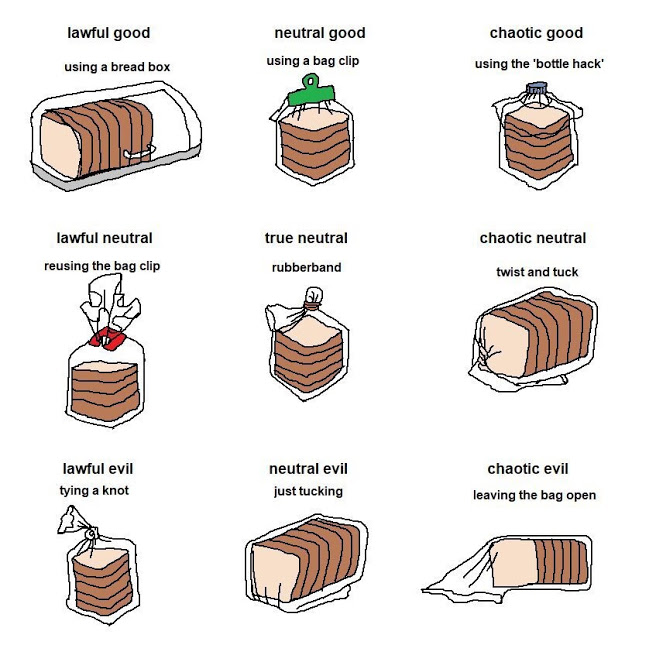 lawful good
neutral good
chaotic good
using a bread box
using a bag clip
using the 'bottle hack'
lawful neutral
true neutral
chaotic neutral
reusing the bag clip
rubberband
twist and tuck
lawful evil
neutral evil
chaotic evil
tying a knot
just tucking
leaving the bag open